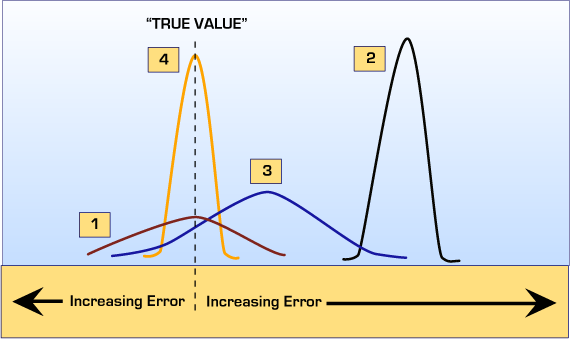 “TRUE VALUE”
4
2
3
1
Increasing Error
Increasing Error